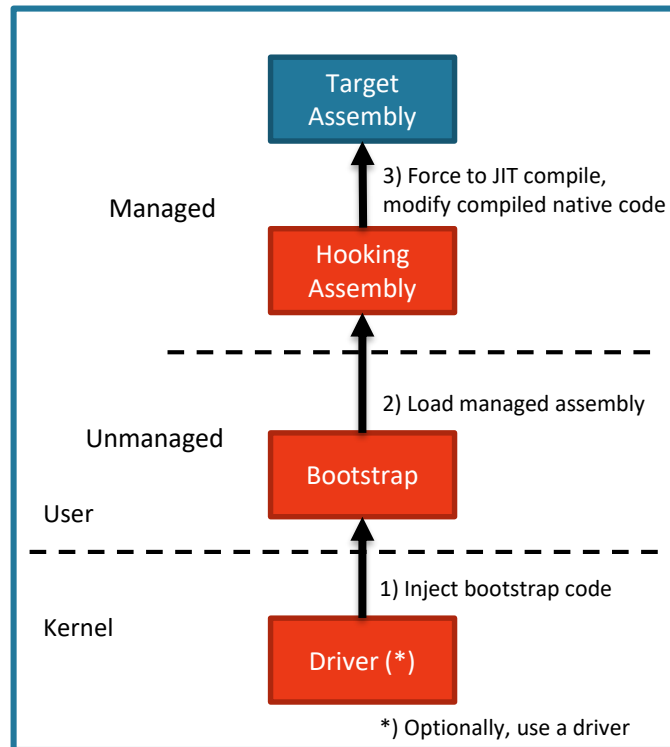 Target
Assembly
3) Force to JIT compile,
modify compiled native code
Managed
Hooking
Assembly
2) Load managed assembly
Unmanaged
Bootstrap
User
1) Inject bootstrap code
Kernel
Driver (*)
*) Optionally, use a driver